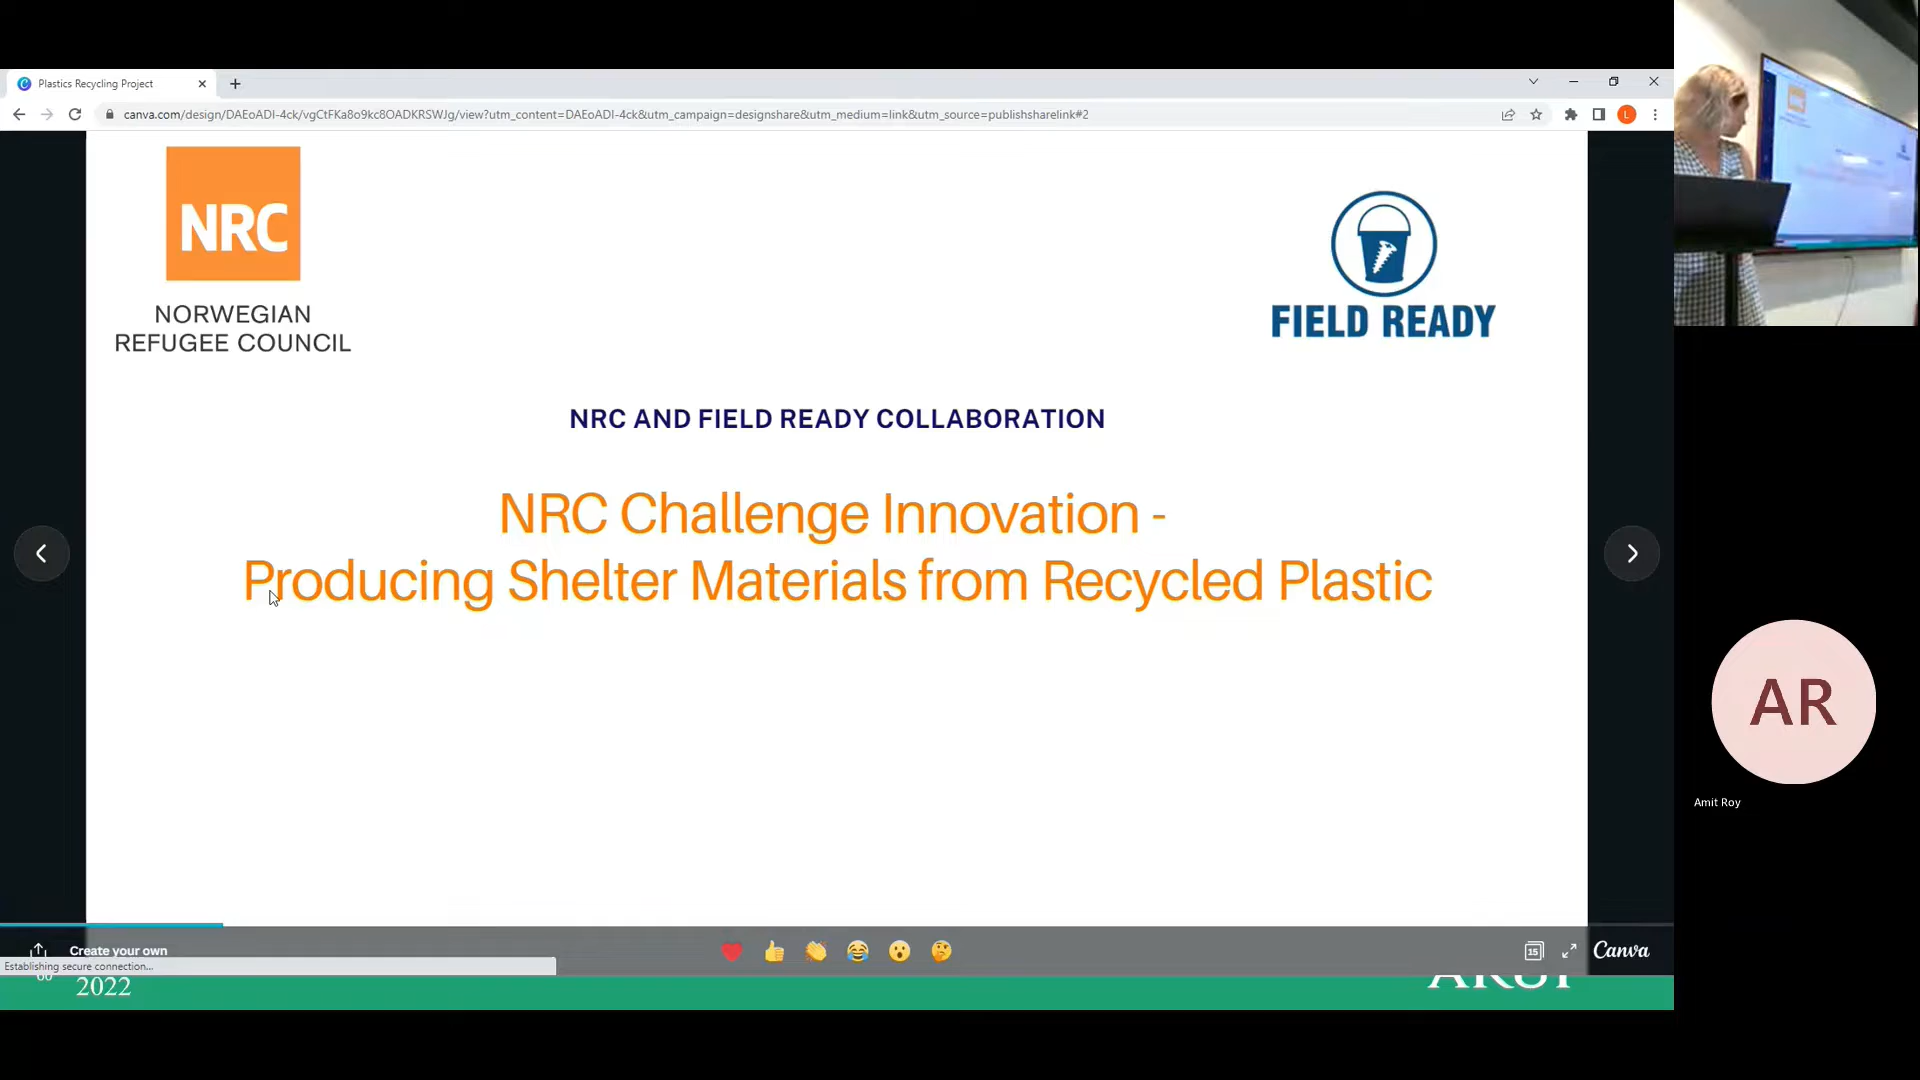 Plastics Recycling Project
canva.com/design/DAEoADI-4ck/vgCtFKa8o9kc8OADKRSWJg/view?utm_content=DAEoADI-4ck&utm_campaign=designshare&utm_medium=link&utm_source=publishsharelink#2
L
NRC
NORWEGIAN
REFUGEE COUNCIL
FIELD READY
NRC AND FIELD READY COLLABORATION
NRC Challenge Innovation -
Producing Shelter Materials from Recycled Plastic
AR
Amit Roy
Create your own
15
Canva
Establishing secure connection...
2022